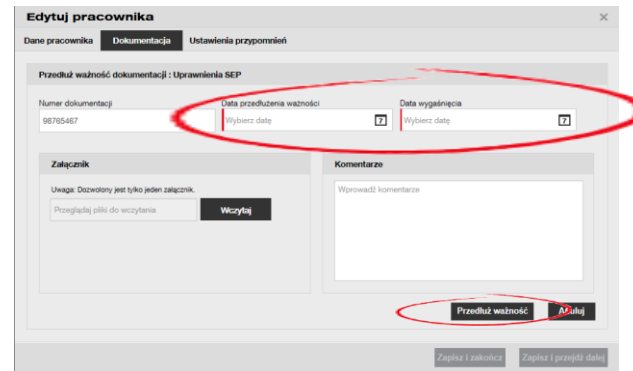 Edytuj pracownika ×
Dane pracownika Dokumentacja Ustawienia przypomnień
Przedłuż ważność dokumentacji : Uprawnienia SEP
Numer dokumentacji Data przedłużenia ważności Data wygaśnięcia
98765467 Wybierz datę 7 Wybierz datę 7
Załącznik Komentarze
Uwaga: Dozwolony jest tylko jeden załącznik. Wprowadź komentarze
Przeglądaj pliki do wczytania Wczytaj
Przedłuż ważność Anuluj
Zapisz i zakończ Zapisz i przejdź dalej